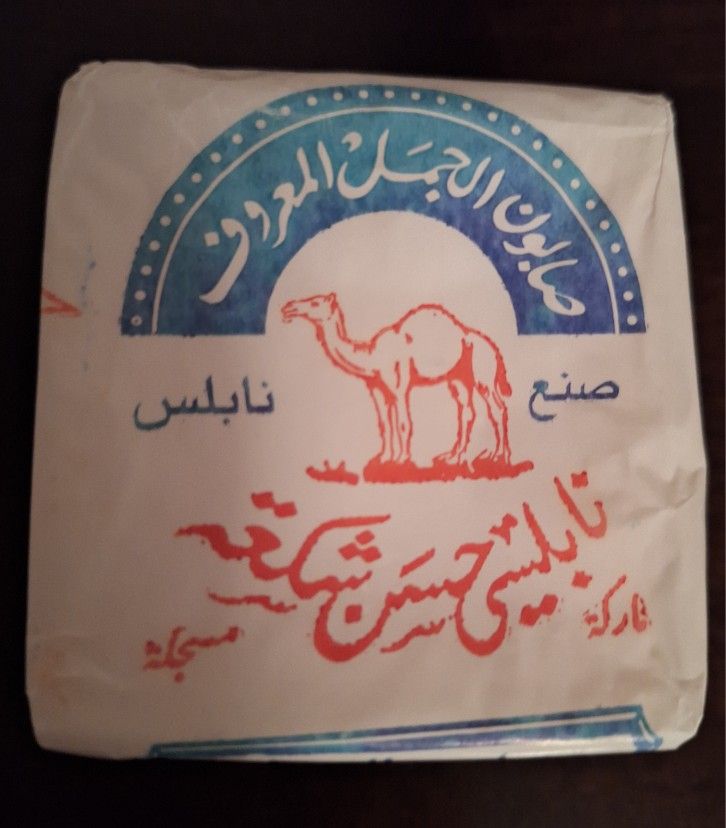 صابون الجمل المعروف
صنع نابلس
نابلسي حسن شكعة
ماركة مسجلة